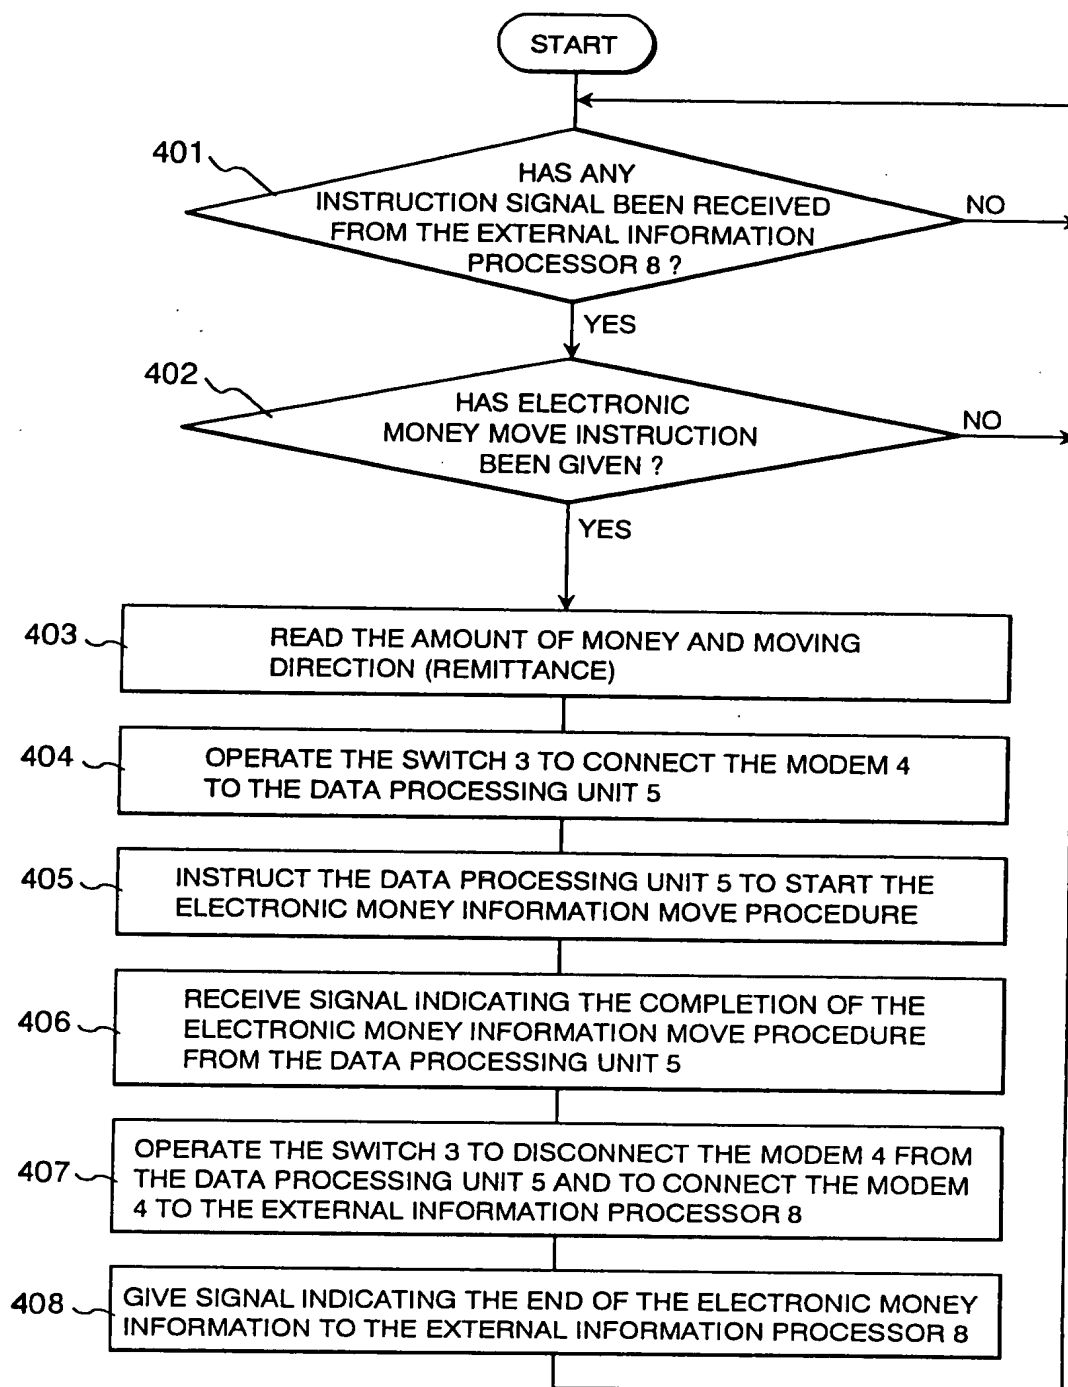 START
401
HAS ANY
INSTRUCTION SIGNAL BEEN RECEIVED
FROM THE EXTERNAL INFORMATION
PROCESSOR 8 ?
NO
YES
402
HAS ELECTRONIC
MONEY MOVE INSTRUCTION
BEEN GIVEN ?
NO
YES
403
READ THE AMOUNT OF MONEY AND MOVING
DIRECTION (REMITTANCE)
404
OPERATE THE SWITCH 3 TO CONNECT THE MODEM 4
TO THE DATA PROCESSING UNIT 5
405
INSTRUCT THE DATA PROCESSING UNIT 5 TO START THE
ELECTRONIC MONEY INFORMATION MOVE PROCEDURE
406
RECEIVE SIGNAL INDICATING THE COMPLETION OF THE
ELECTRONIC MONEY INFORMATION MOVE PROCEDURE
FROM THE DATA PROCESSING UNIT 5
407
OPERATE THE SWITCH 3 TO DISCONNECT THE MODEM 4 FROM
THE DATA PROCESSING UNIT 5 AND TO CONNECT THE MODEM
4 TO THE EXTERNAL INFORMATION PROCESSOR 8
408
GIVE SIGNAL INDICATING THE END OF THE ELECTRONIC MONEY
INFORMATION TO THE EXTERNAL INFORMATION PROCESSOR 8